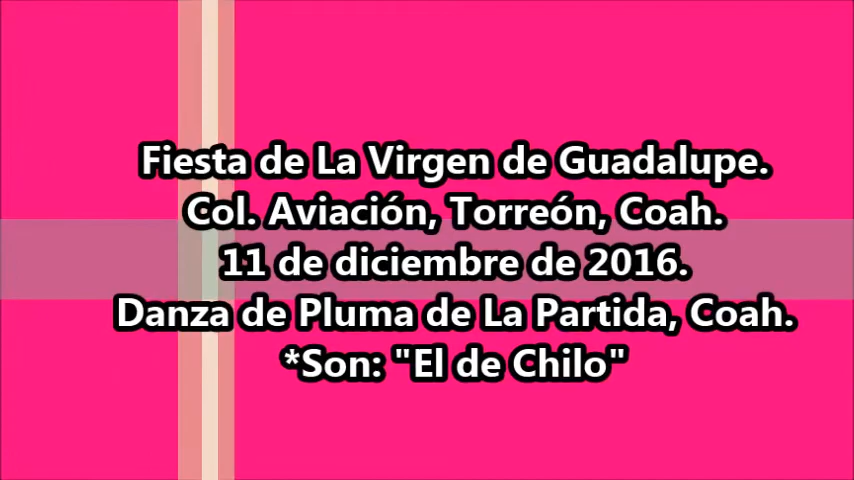 Fiesta de La Virgen de Guadalupe.
Col. Aviación, Torreón, Coah.
11 de diciembre de 2016.
Danza de Pluma de La Partida, Coah.
*Son: "El de Chilo"